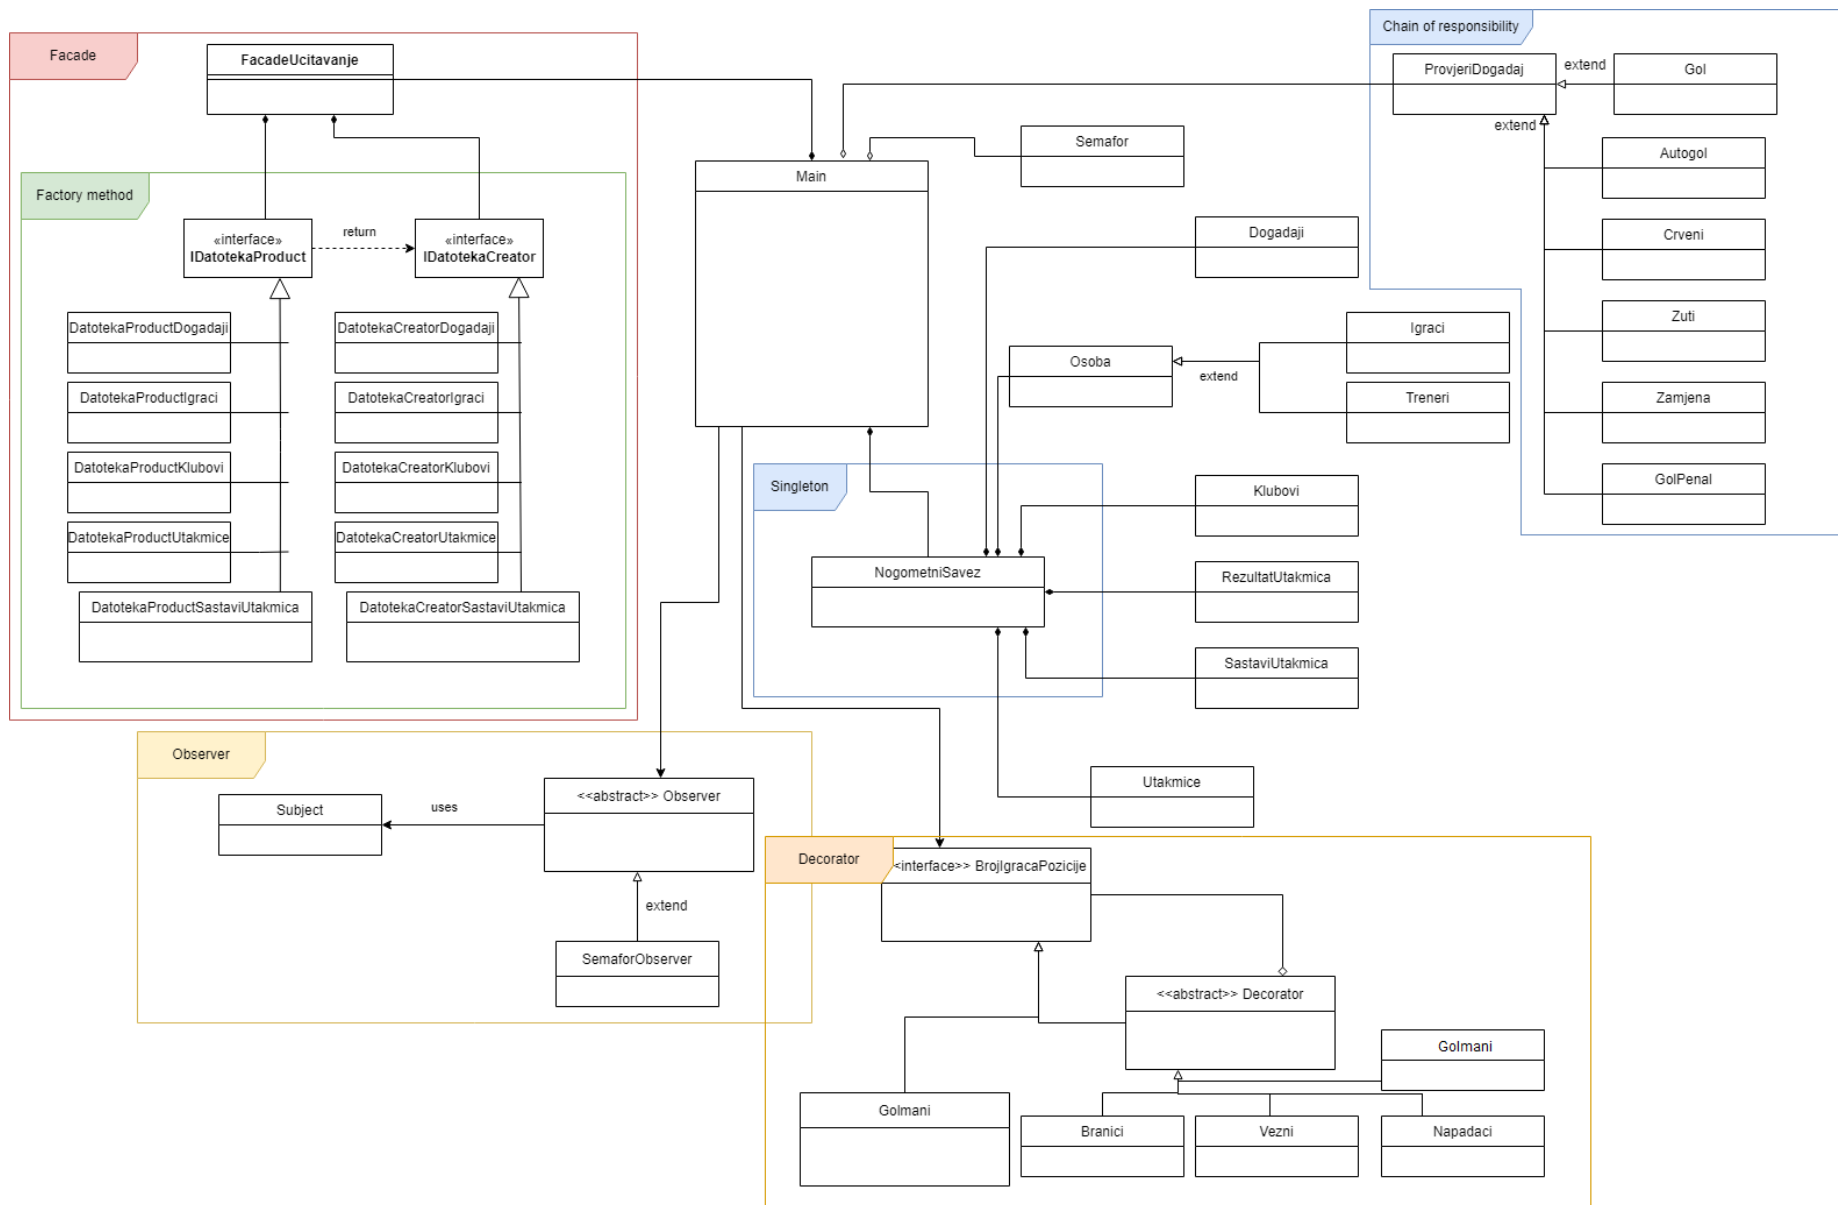 Facade
FacadeUcitavanje
Factory method
«interface»
IDatotekaProduct
return
«interface»
IDatotekaCreator
DatotekaProductDogadaji
DatotekaCreatorDogadaji
DatotekaProductIgraci
DatotekaCreatorIgraci
DatotekaProductKlubovi
DatotekaCreatorKlubovi
DatotekaProductUtakmice
DatotekaCreatorUtakmice
DatotekaProductSastaviUtakmica
DatotekaCreatorSastaviUtakmica
Main
Semafor
Chain of responsibility
ProvjeriDogadaj
extend
Gol
extend
Autogol
Crveni
Zuti
Zamjena
GolPenal
Dogadaji
Osoba
extend
Igraci
Treneri
Singleton
NogometniSavez
Klubovi
RezultatUtakmica
SastaviUtakmica
Utakmice
Observer
Subject
uses
<<abstract>> Observer
extend
SemaforObserver
Decorator
<interface>> BrojIgracaPozicije
<<abstract>> Decorator
Golmani
Golmani
Branici
Vezni
Napadaci